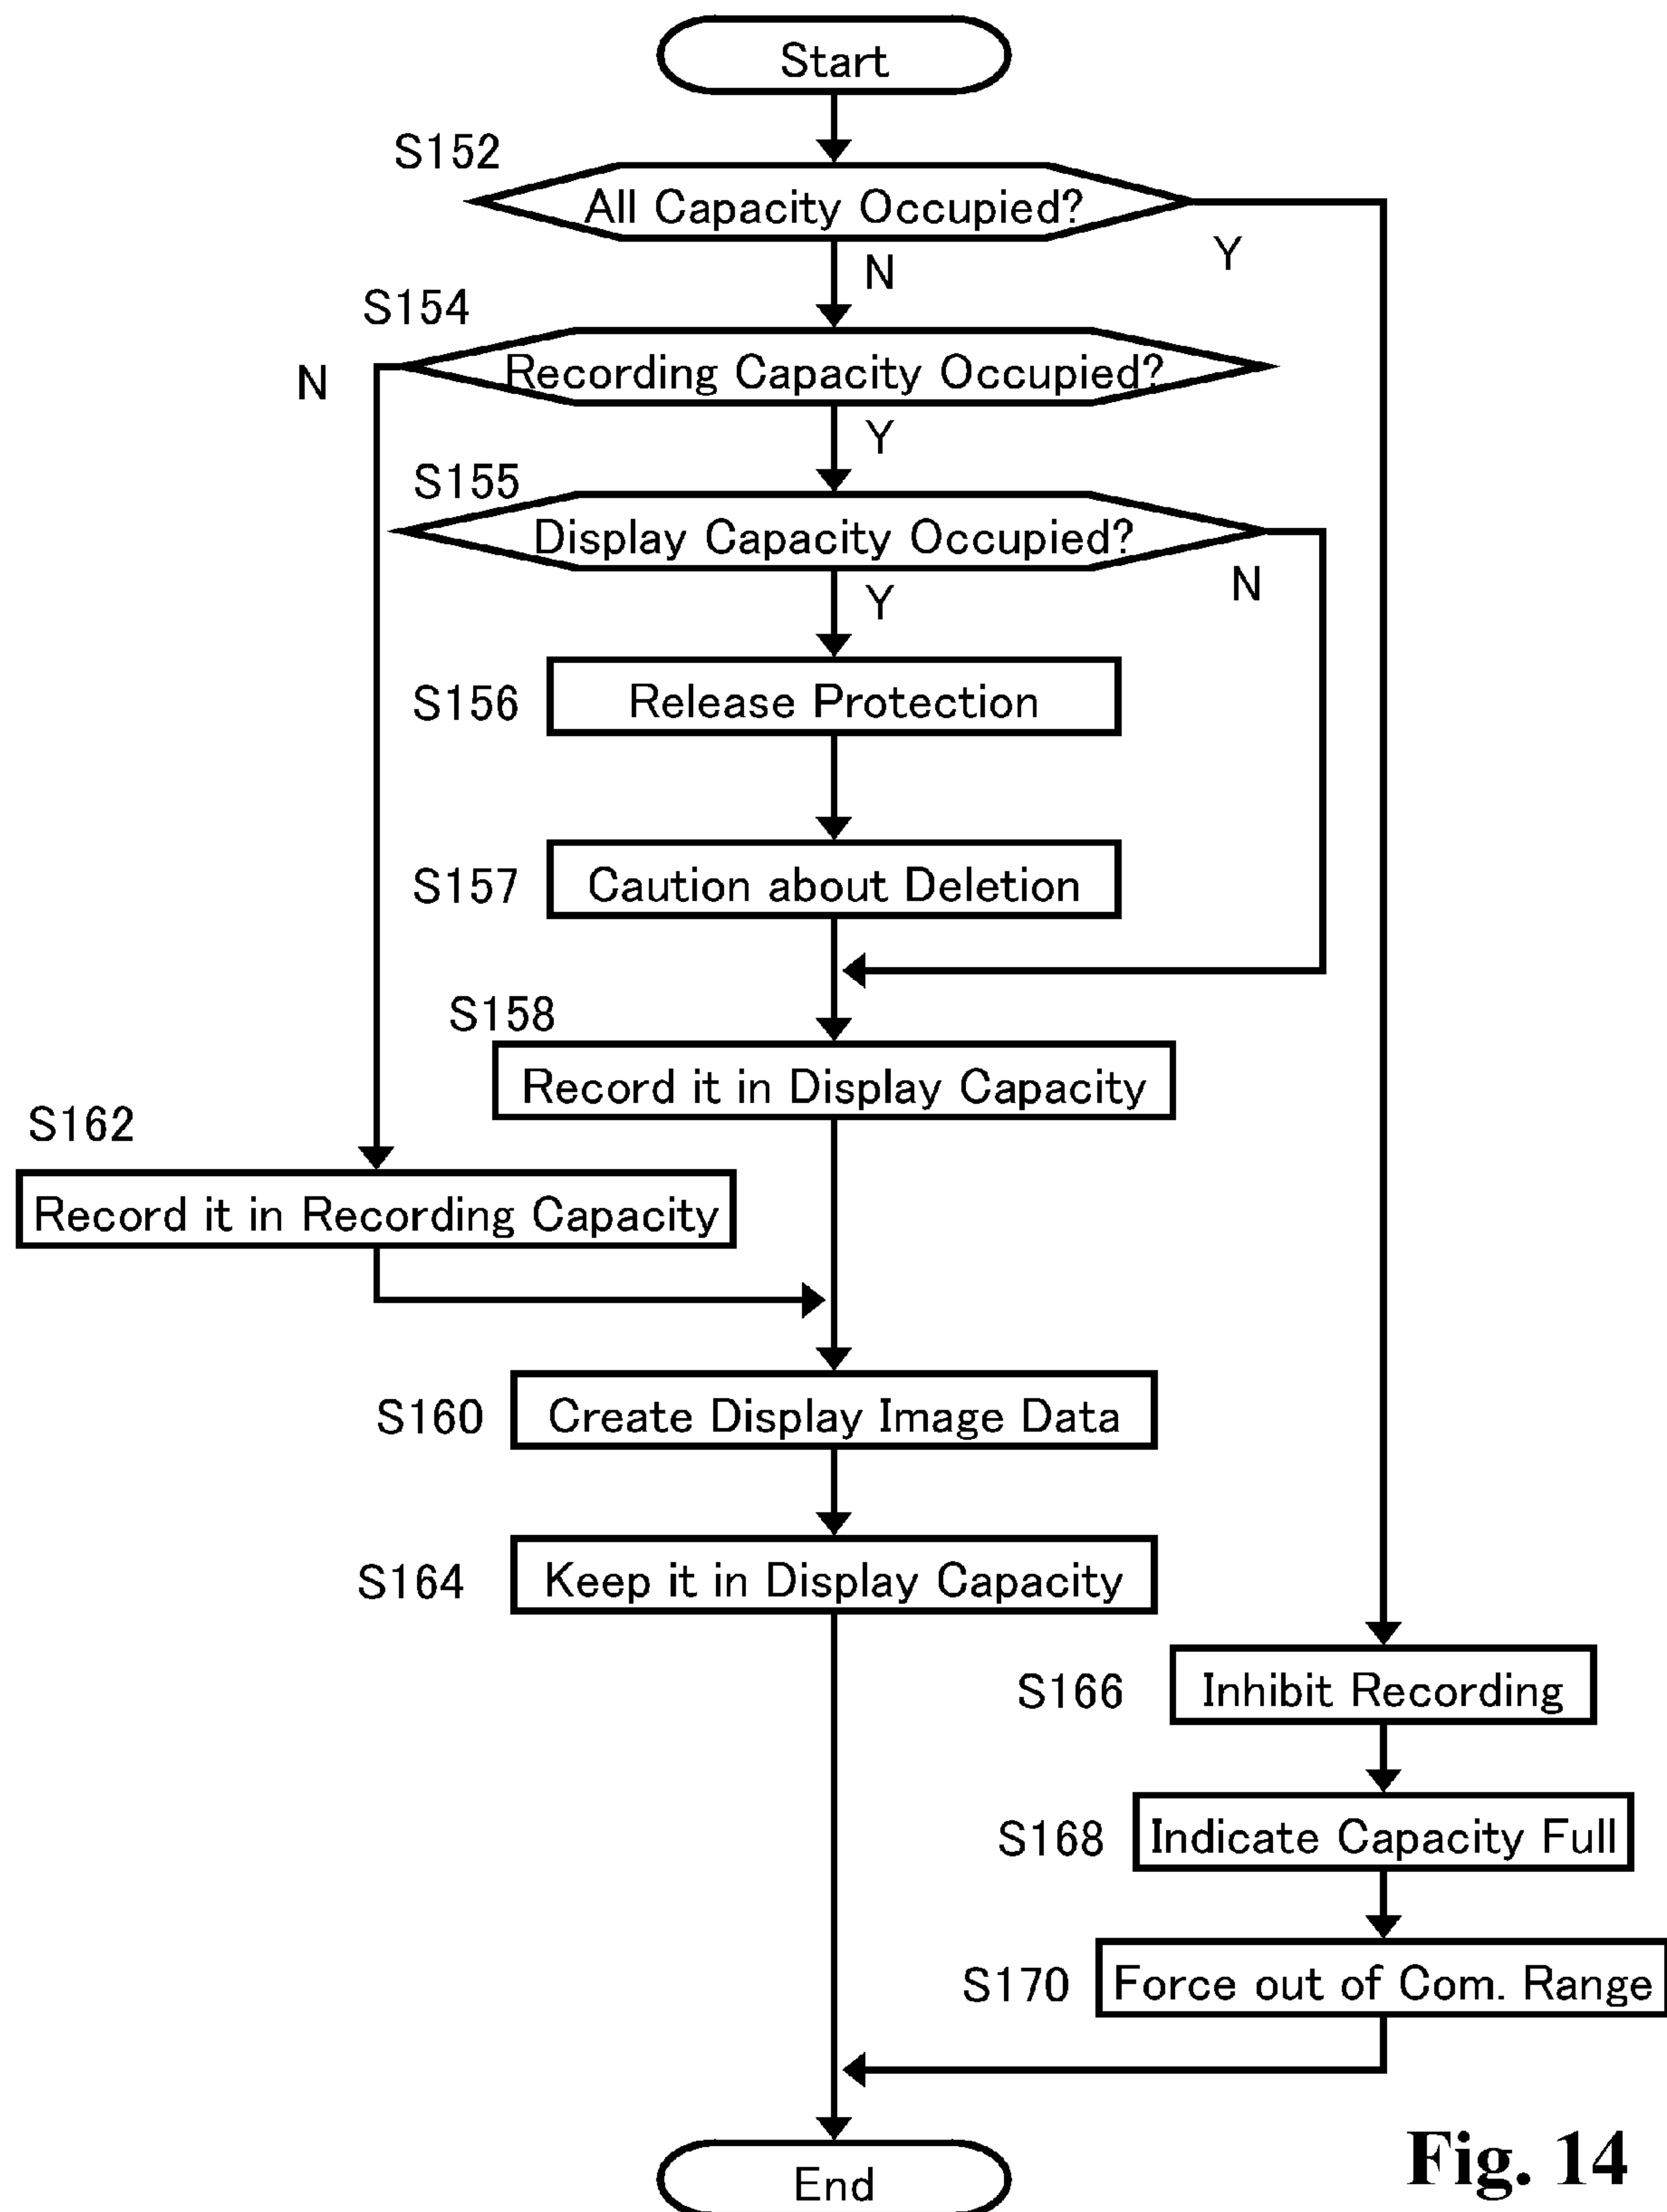 Start
S152
All Capacity Occupied?
Y
N
S154
N
Recording Capacity Occupied?
Y
S155
Display Capacity Occupied?
N
Y
S156
Release Protection
S157
Caution about Deletion
S158
Record it in Display Capacity
S162
Record it in Recording Capacity
S160
Create Display Image Data
S164
Keep it in Display Capacity
S166
Inhibit Recording
S168
Indicate Capacity Full
S170
Force out of Com. Range
End
Fig. 14